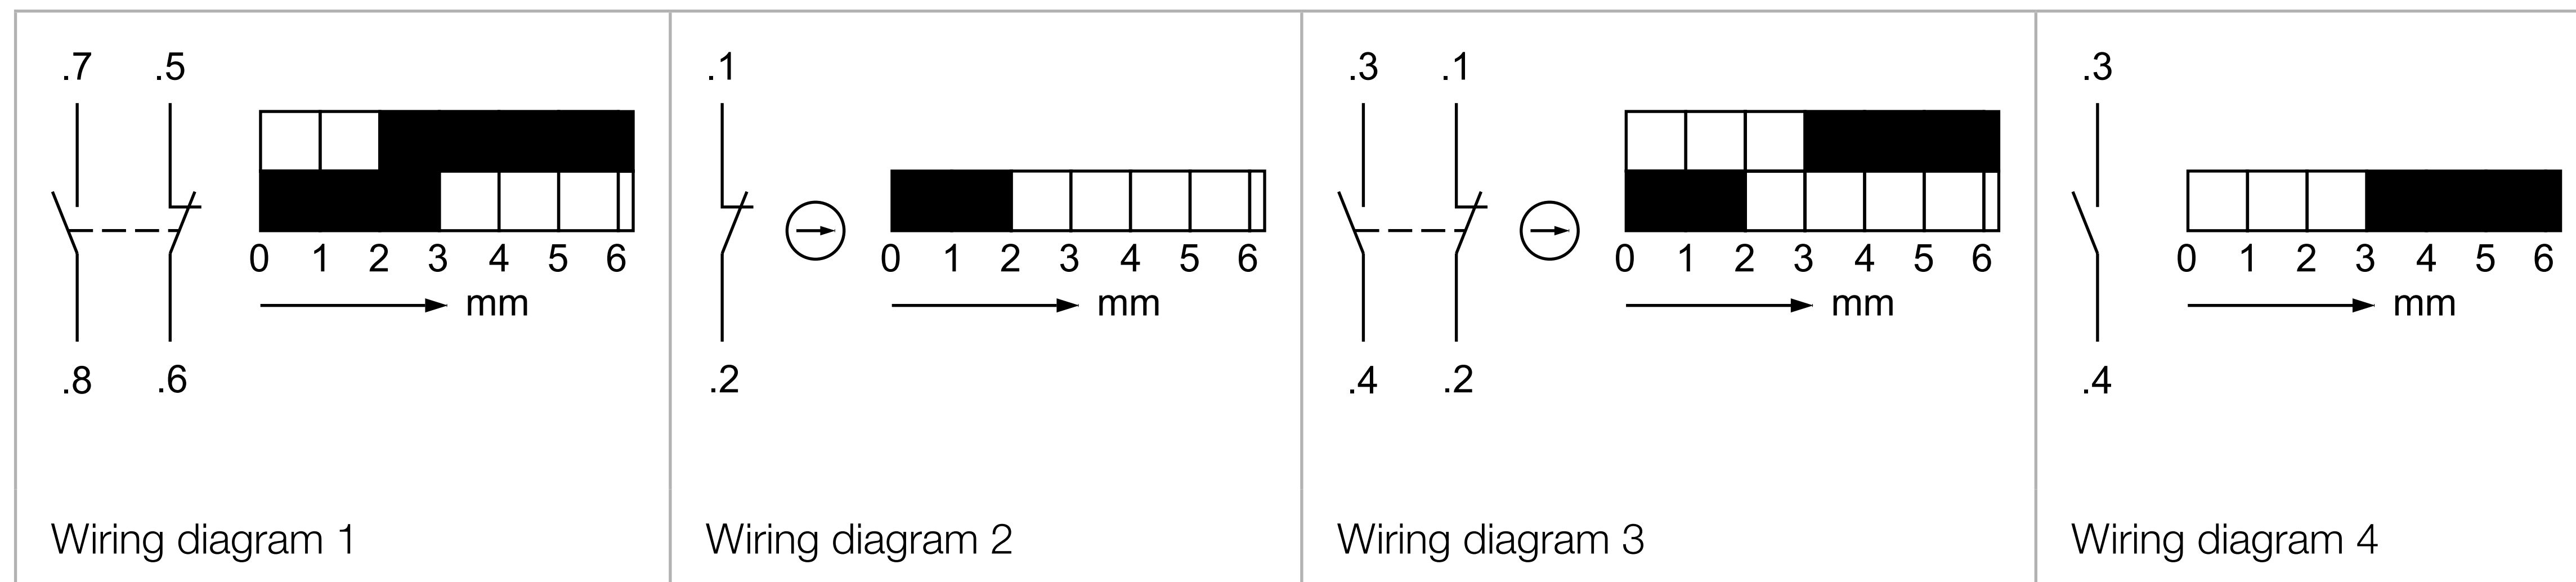 .7 .5
0 1 2 3 4 5 6
mm
.8 .6
Wiring diagram 1
.1
0 1 2 3 4 5 6
mm
.2
Wiring diagram 2
.3 .1
0 1 2 3 4 5 6
mm
.4 .2
Wiring diagram 3
.3
0 1 2 3 4 5 6
mm
.4
Wiring diagram 4